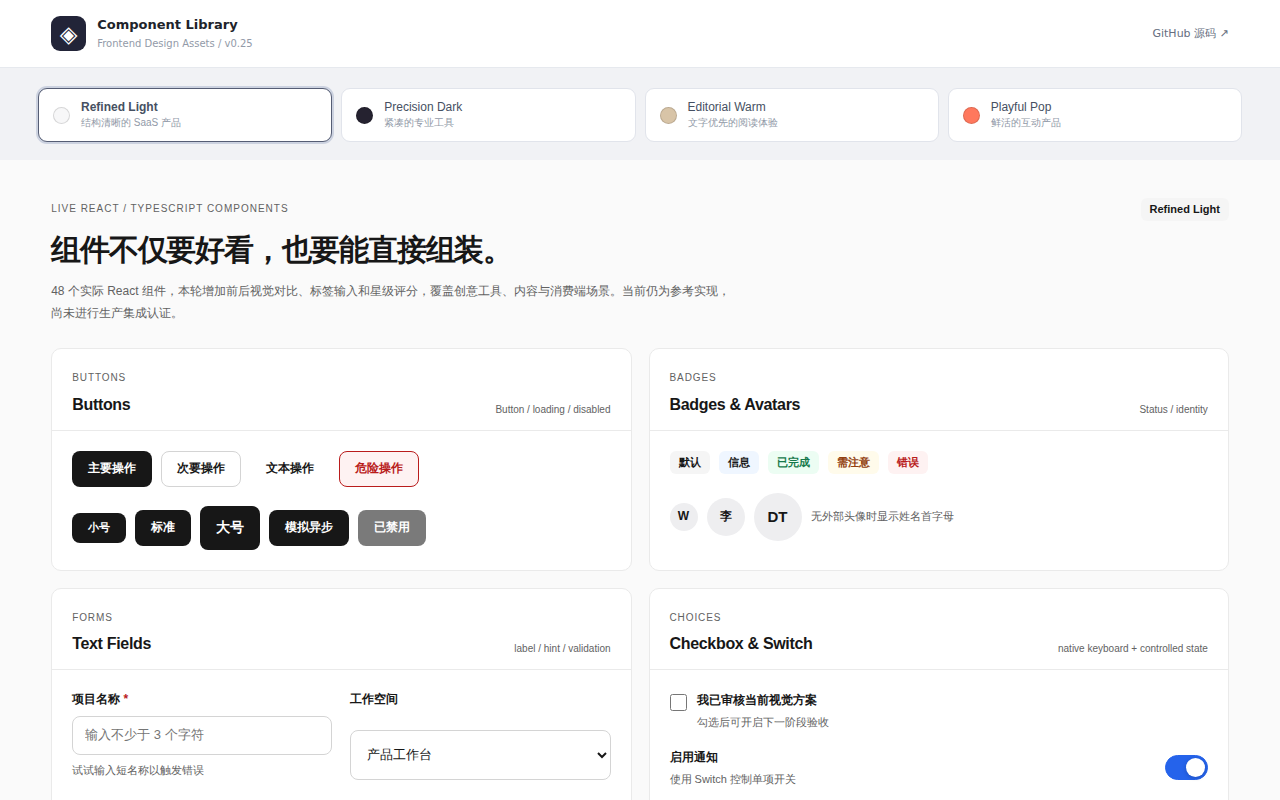 Component Library
Frontend Design Assets / v0.25
GitHub 源码 ↗
Refined Light
结构清晰的 SaaS 产品
Precision Dark
紧凑的专业工具
Editorial Warm
文字优先的阅读体验
Playful Pop
鲜活的互动产品
LIVE REACT / TYPESCRIPT COMPONENTS
Refined Light
组件不仅要好看，也要能直接组装。
48 个实际 React 组件，本轮增加前后视觉对比、标签输入和星级评分，覆盖创意工具、内容与消费端场景。当前仍为参考实现，
尚未进行生产集成认证。
BUTTONS
Buttons
Button / loading / disabled
主要操作 次要操作 文本操作 危险操作
小号 标准 大号 模拟异步 已禁用
BADGES
Badges & Avatars
Status / identity
默认 信息 已完成 需注意 错误
W 李 DT 无外部头像时显示姓名首字母
FORMS
Text Fields
label / hint / validation
项目名称 *
输入不少于 3 个字符
试试输入短名称以触发错误
工作空间
产品工作台
CHOICES
Checkbox & Switch
native keyboard + controlled state
我已审核当前视觉方案
勾选后可开启下一阶段验收
启用通知
使用 Switch 控制单项开关